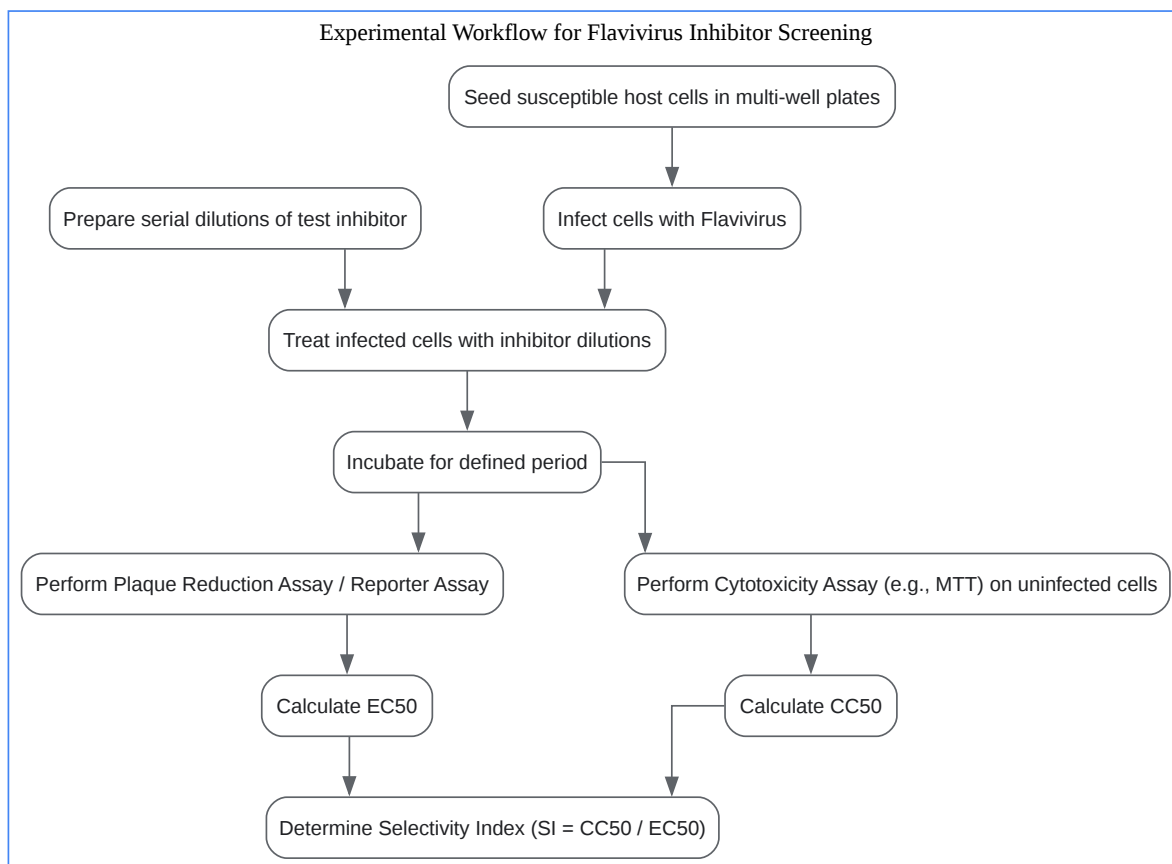 Experimental Workflow for Flavivirus Inhibitor Screening
Seed susceptible host cells in multi-well plates
Prepare serial dilutions of test inhibitor
Infect cells with Flavivirus
Treat infected cells with inhibitor dilutions
Incubate for defined period
Perform Plaque Reduction Assay / Reporter Assay
Perform Cytotoxicity Assay (e.g., MTT) on uninfected cells
Calculate EC50
Calculate CC50
Determine Selectivity Index (SI = CC50 / EC50)